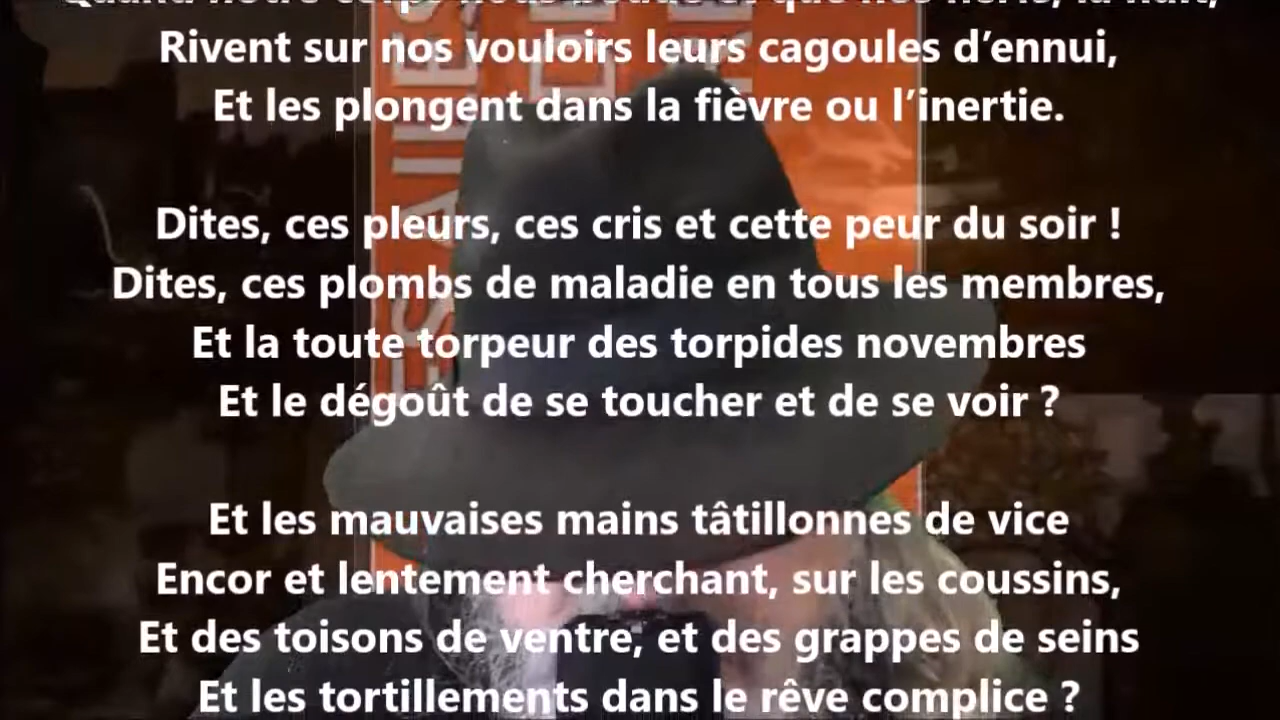 Rivent sur nos vouloirs leurs cagoules d’ennui,
Et les plongent dans la fièvre ou l’inertie.
Dites, ces pleurs, ces cris et cette peur du soir !
Dites, ces plombs de maladie en tous les membres,
Et la toute torpeur des torpides novembres
Et le dégoût de se toucher et de se voir ?
Et les mauvaises mains tâtillonnes de vice
Encor et lentement cherchant, sur les coussins,
Et des toisons de ventre, et des grappes de seins
Et les tortillements dans le rêve complice ?